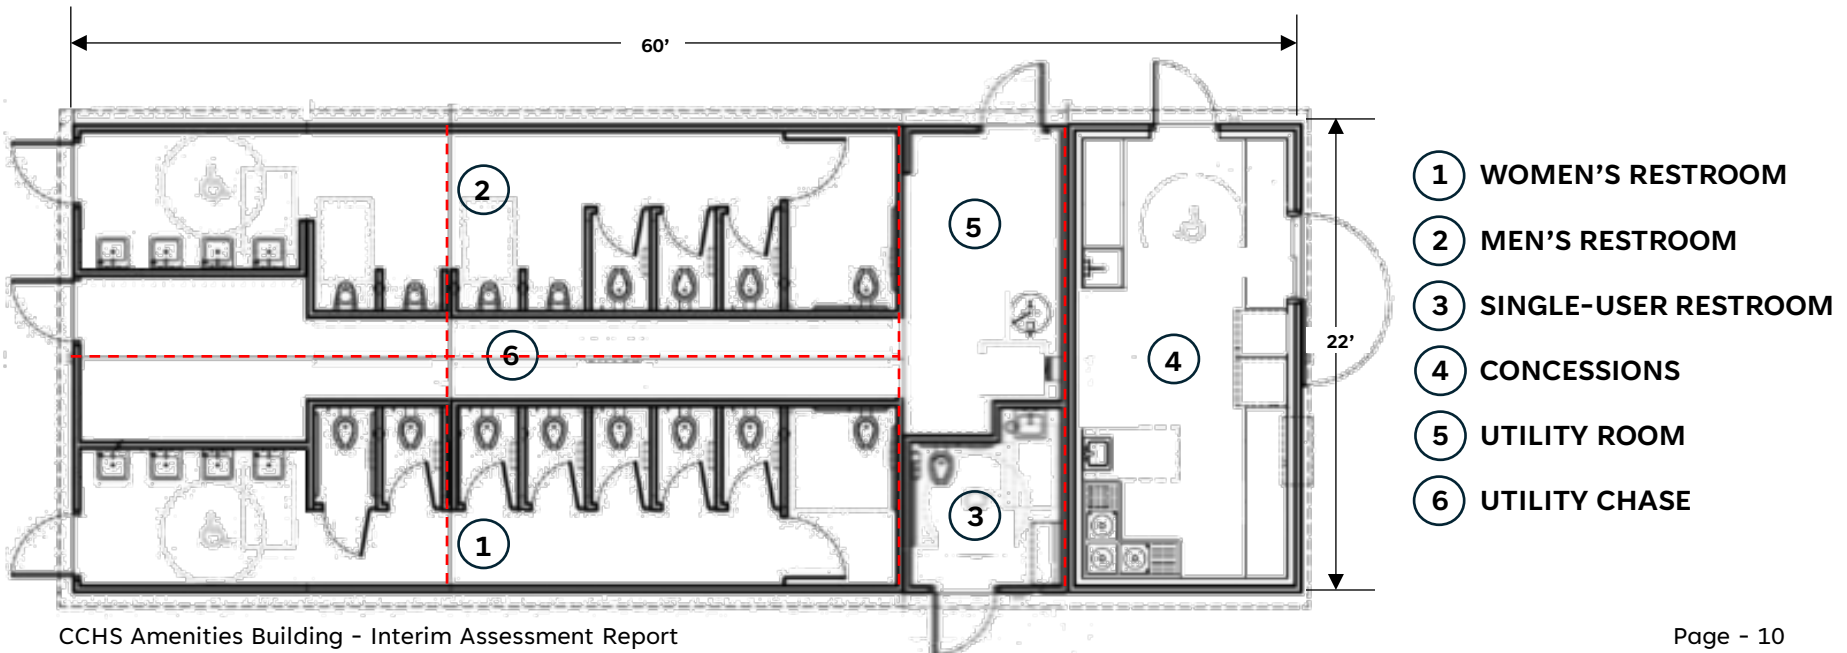 60’
2
5
6
4
3
1
22’
1 WOMEN’S RESTROOM
2 MEN’S RESTROOM
3 SINGLE-USER RESTROOM
4 CONCESSIONS
5 UTILITY ROOM
6 UTILITY CHASE
CCHS Amenities Building - Interim Assessment Report
Page - 10